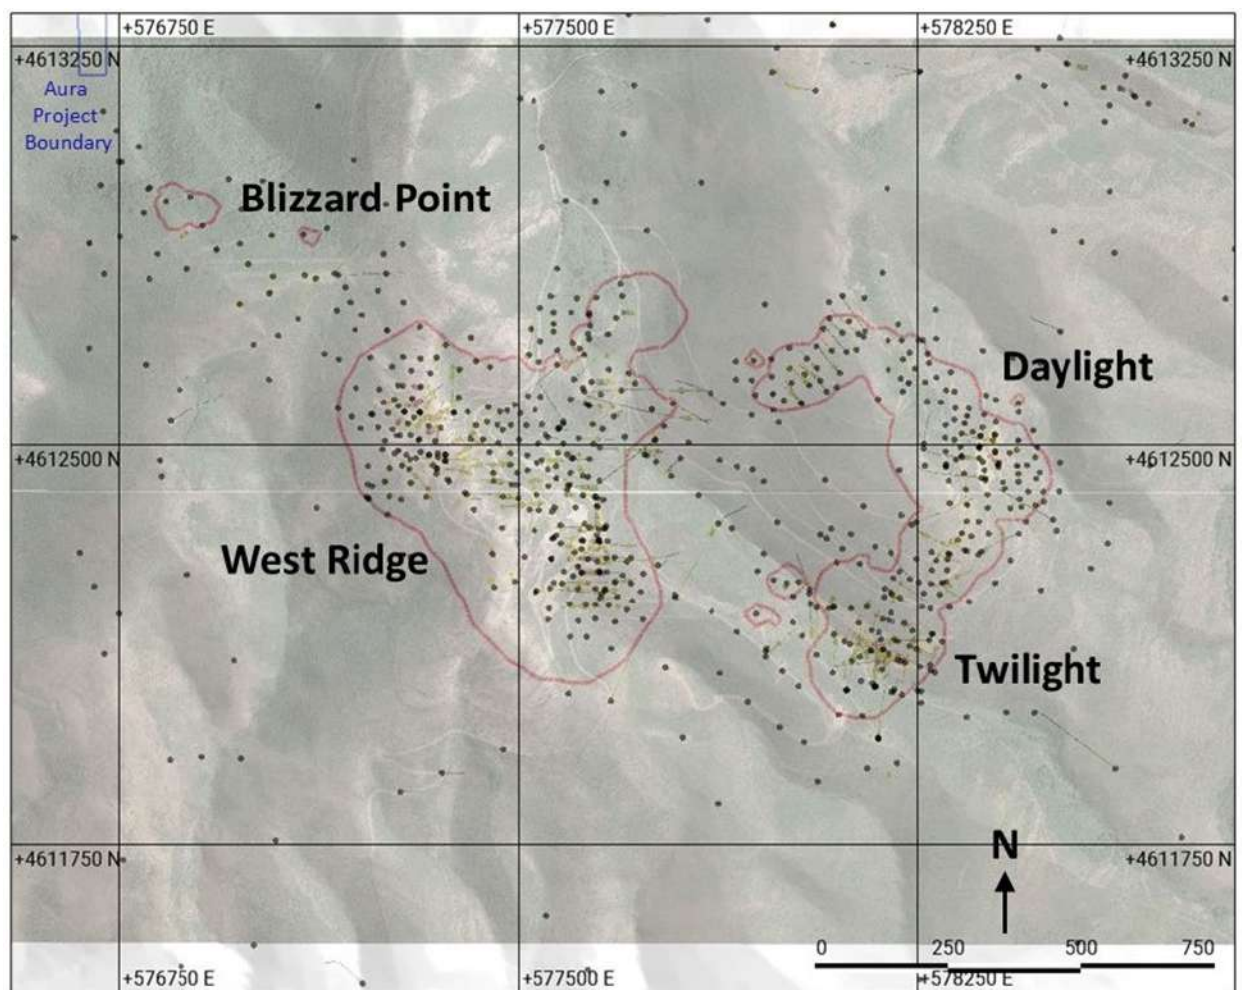 +576750 E
+577500 E
+578250 E
+4613250 N
+4613250 N
Aura
Project
Boundary
Blizzard Point
Daylight
+4612500 N
+4612500 N
West Ridge
Twilight
N
+4611750 N
+4611750 N
0
250
500
750
+576750 E
+577500 E
+578250 E